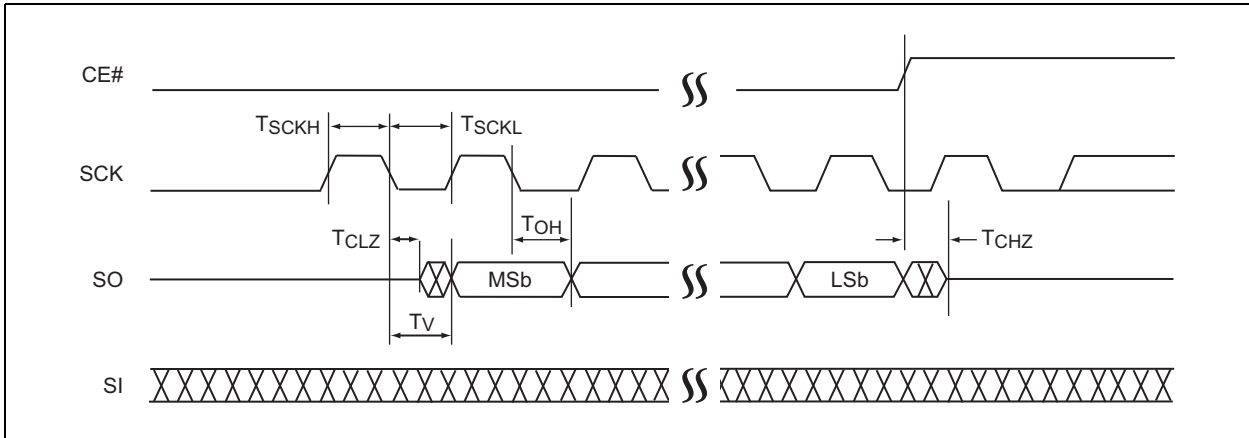 CE#
TSCKH
TSCKL
SCK
TCLZ
TOH
TCHZ
SO
MSb
LSb
TV
SI